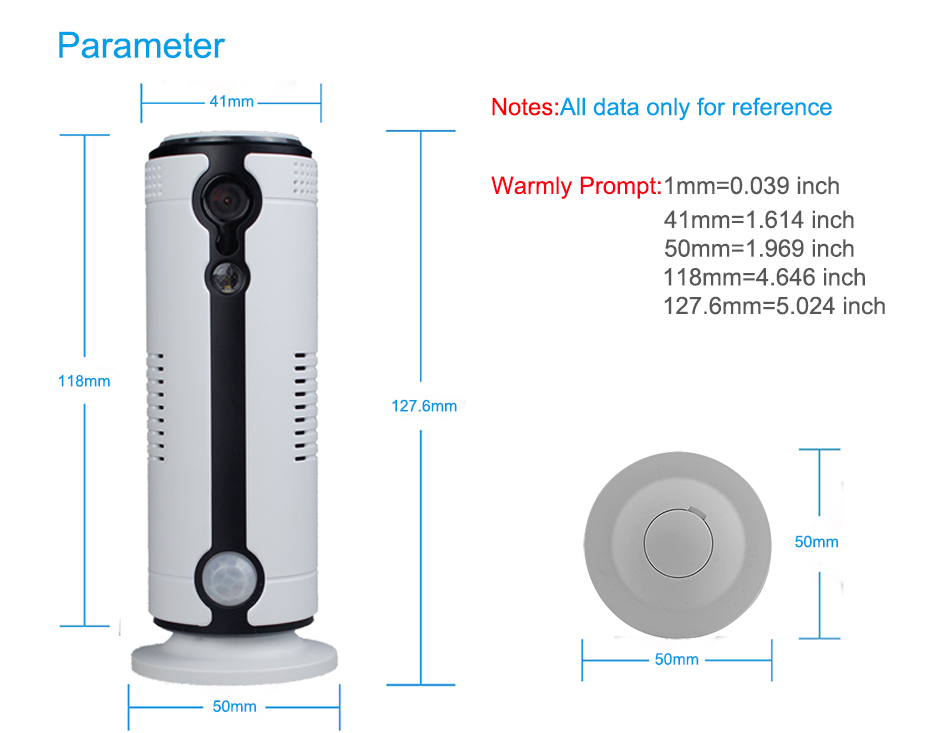 Parameter
41mm
Notes:All data only for reference
Warmly Prompt:1mm=0.039 inch
41mm=1.614 inch
50mm=1.969 inch
118mm=4.646 inch
127.6mm=5.024 inch
118mm
127.6mm
50mm
50mm
50mm